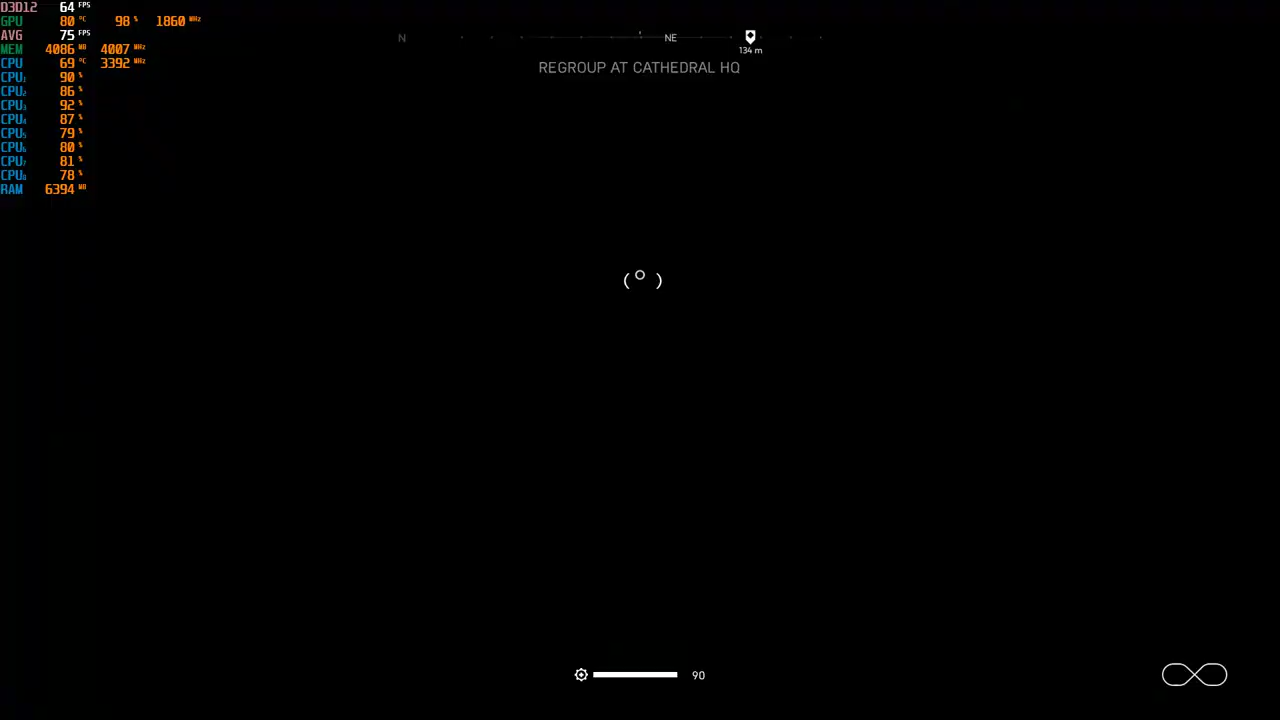 D3D12 64 FPS
GPU 80 °C 98 % 1860 MHz
AVG 75 FPS
MEM 4086 MB 4007 MHz
CPU 69 °C 3392 MHz
CPU1 90 %
CPU2 86 %
CPU3 92 %
CPU4 87 %
CPU5 79 %
CPU6 80 %
CPU7 81 %
CPU8 78 %
RAM 6394 MB
N NE
134 m
REGROUP AT CATHEDRAL HQ
90